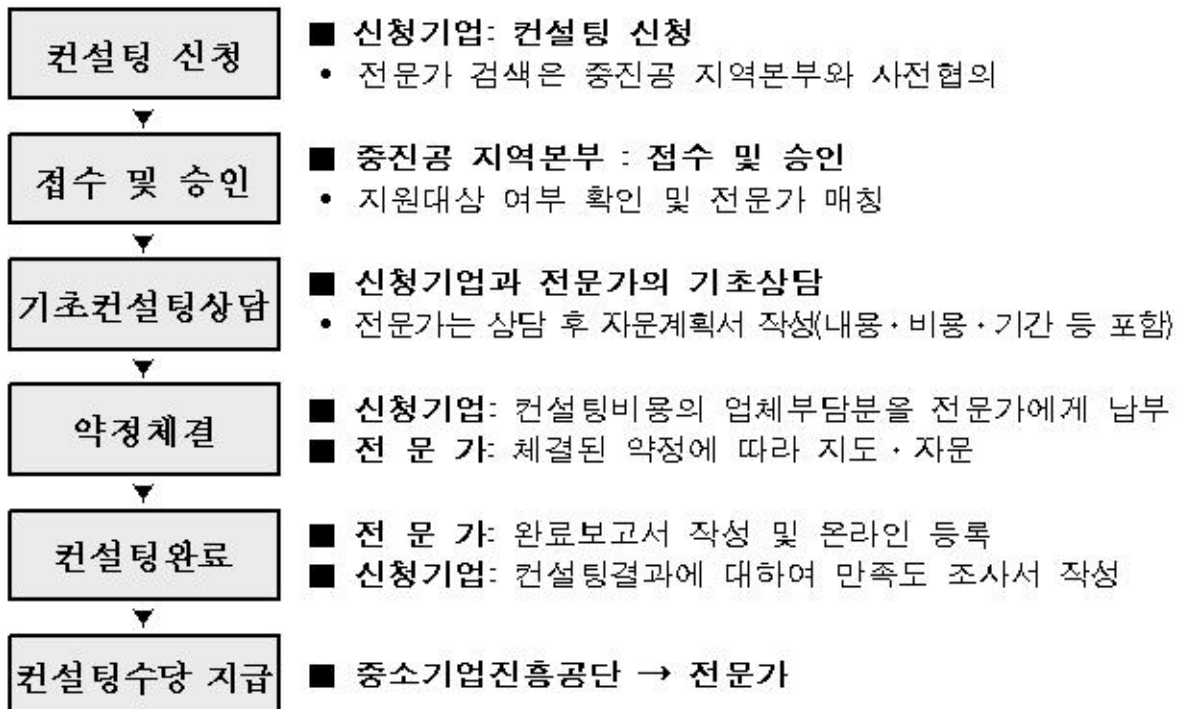 컨설팅 신청
■ 신청기업: 컨설팅 신청
• 전문가 검색은 중진공 지역본부와 사전협의
접수 및 승인
■ 중진공 지역본부 : 접수 및 승인
• 지원대상 여부 확인 및 전문가 매칭
기초컨설팅상담
■ 신청기업과 전문가의 기초상담
• 전문가는 상담 후 자문계획서 작성(내용·비용·기간 등 포함)
약정체결
■ 신청기업: 컨설팅비용의 업체부담분을 전문가에게 납부
■ 전 문 가: 체결된 약정에 따라 지도·자문
컨설팅완료
■ 전 문 가: 완료보고서 작성 및 온라인 등록
■ 신청기업: 컨설팅결과에 대하여 만족도 조사서 작성
컨설팅수당 지급
■ 중소기업진흥공단 → 전문가